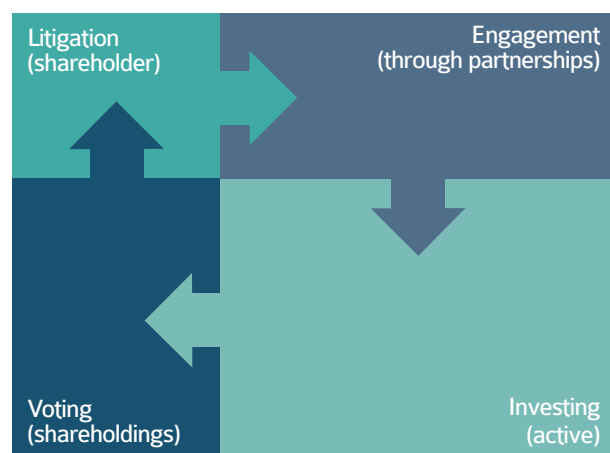 Litigation
(shareholder)
Engagement
(through partnerships)
Voting
(shareholdings)
Investing
(active)